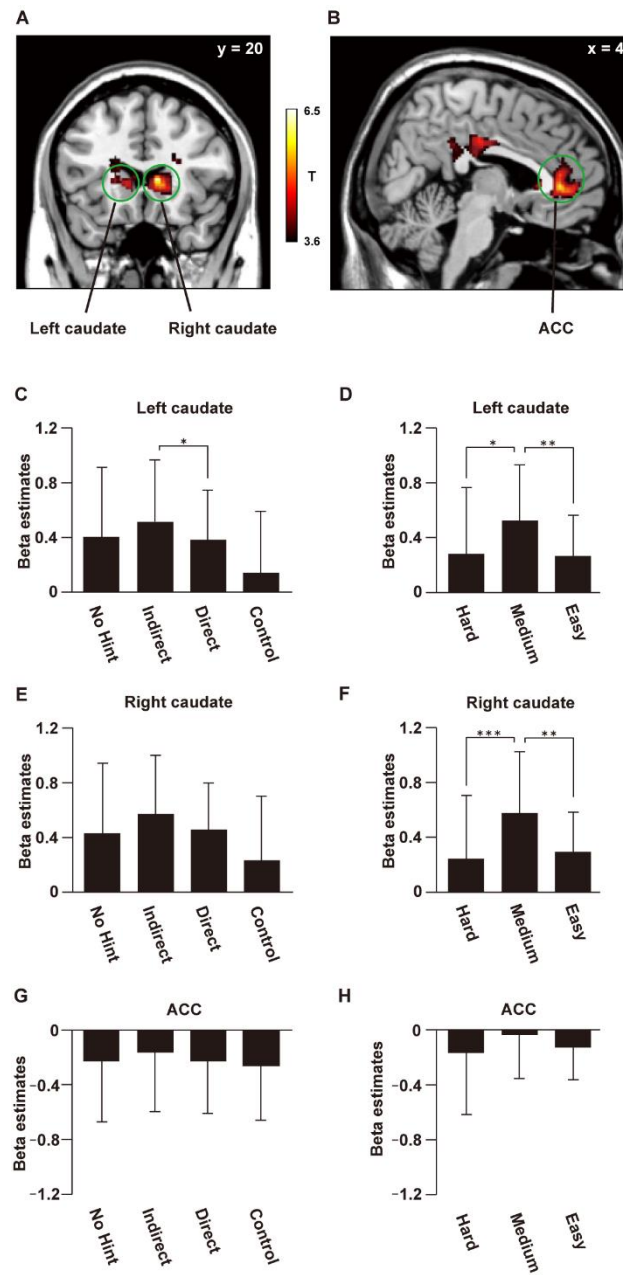 A
B
y = 20
x = 4
6.5
T
3.6
Left caudate
Right caudate
ACC
C
Left caudate
1.2
0.8
0.4
0
Beta estimates
*
No Hint
Indirect
Direct
Control
D
Left caudate
1.2
0.8
0.4
0
Beta estimates
*
**
Hard
Medium
Easy
E
Right caudate
1.2
0.8
0.4
0
Beta estimates
No Hint
Indirect
Direct
Control
F
Right caudate
1.2
0.8
0.4
0
Beta estimates
***
**
Hard
Medium
Easy
G
ACC
0
−0.4
−0.8
−1.2
Beta estimates
No Hint
Indirect
Direct
Control
H
ACC
0
−0.4
−0.8
−1.2
Beta estimates
Hard
Medium
Easy